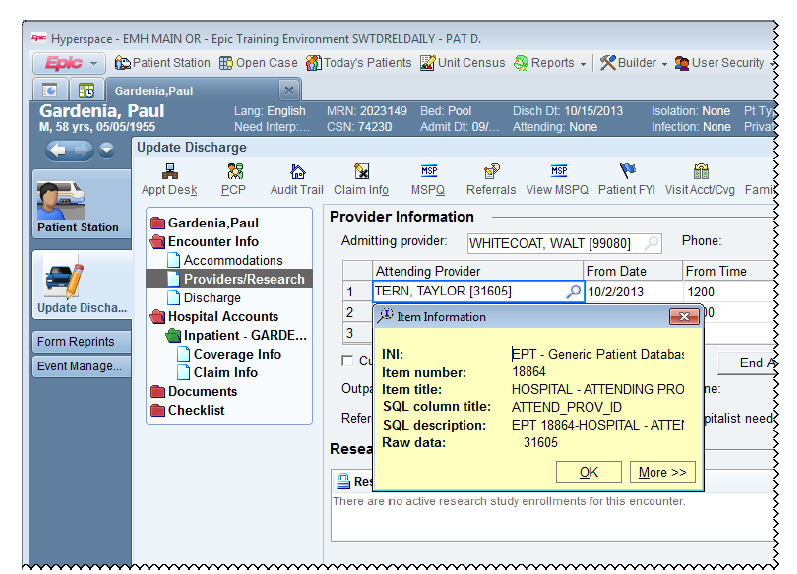 Epic Hyperspace - EMH MAIN OR - Epic Training Environment SWTDRELDAILY - PAT D.
Epic Patient Station Open Case Today's Patients Unit Census Reports Builder User Security
Gardenia,Paul
Gardenia, Paul Lang: English MRN: 2023149 Bed: Pool Disch Dt: 10/15/2013 Isolation: None Pt Ty
M, 58 yrs, 05/05/1955 Need Interp:... CSN: 74230 Admit Dt: 09/... Attending: None Infection: None Priva
Update Discharge
Appt Desk PCP Audit Trail Claim Info MSPQ Referrals View MSPQ Patient FYI Visit Acct/Cvg Fami
Patient Station
Update Discha...
Form Reprints
Event Manage...
Gardenia,Paul
Encounter Info
Accommodations
Providers/Research
Discharge
Hospital Accounts
Inpatient - GARDE...
Coverage Info
Claim Info
Documents
Checklist
Provider Information
Admitting provider: WHITECOAT, WALT [99080] Phone:
Attending Provider From Date From Time
1 TERN, TAYLOR [31605] 10/2/2013 1200
2 00
3
Cu End A
Outpa ne:
Refer pitalist need
Item Information
INI: EPT - Generic Patient Databas
Item number: 18864
Item title: HOSPITAL - ATTENDING PRO
SQL column title: ATTEND_PROV_ID
SQL description: EPT 18864-HOSPITAL - ATTEN
Raw data: 31605
OK More >>
Resea
Res
There are no active research study enrollments for this encounter.